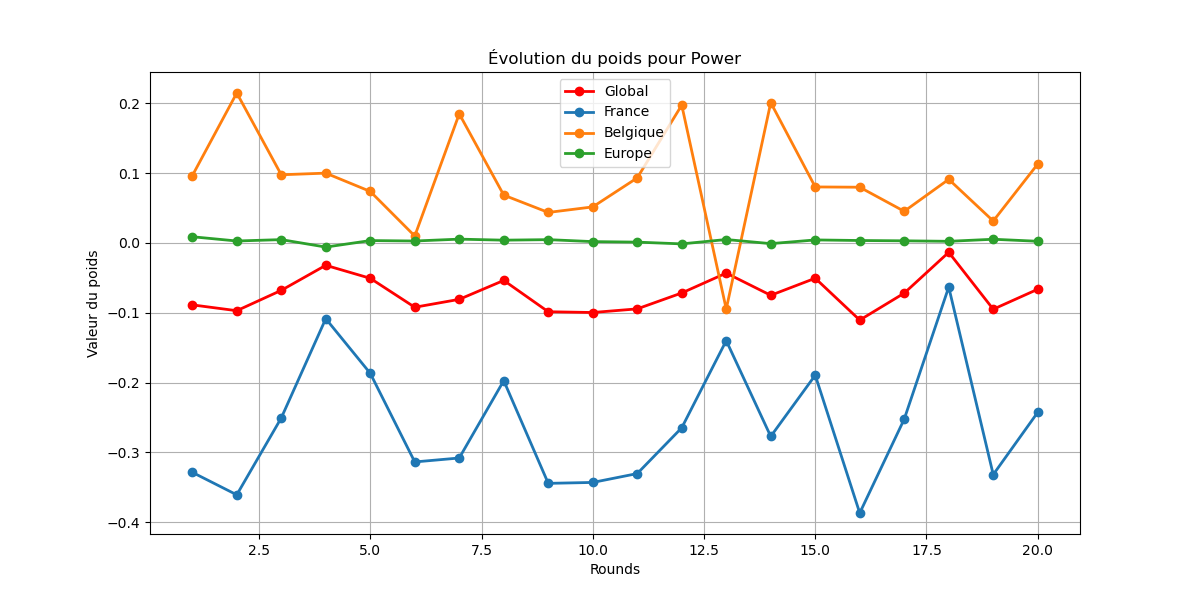 Évolution du poids pour Power
Global
France
Belgique
Europe
Valeur du poids
0.2
0.1
0.0
−0.1
−0.2
−0.3
−0.4
2.5 5.0 7.5 10.0 12.5 15.0 17.5 20.0
Rounds